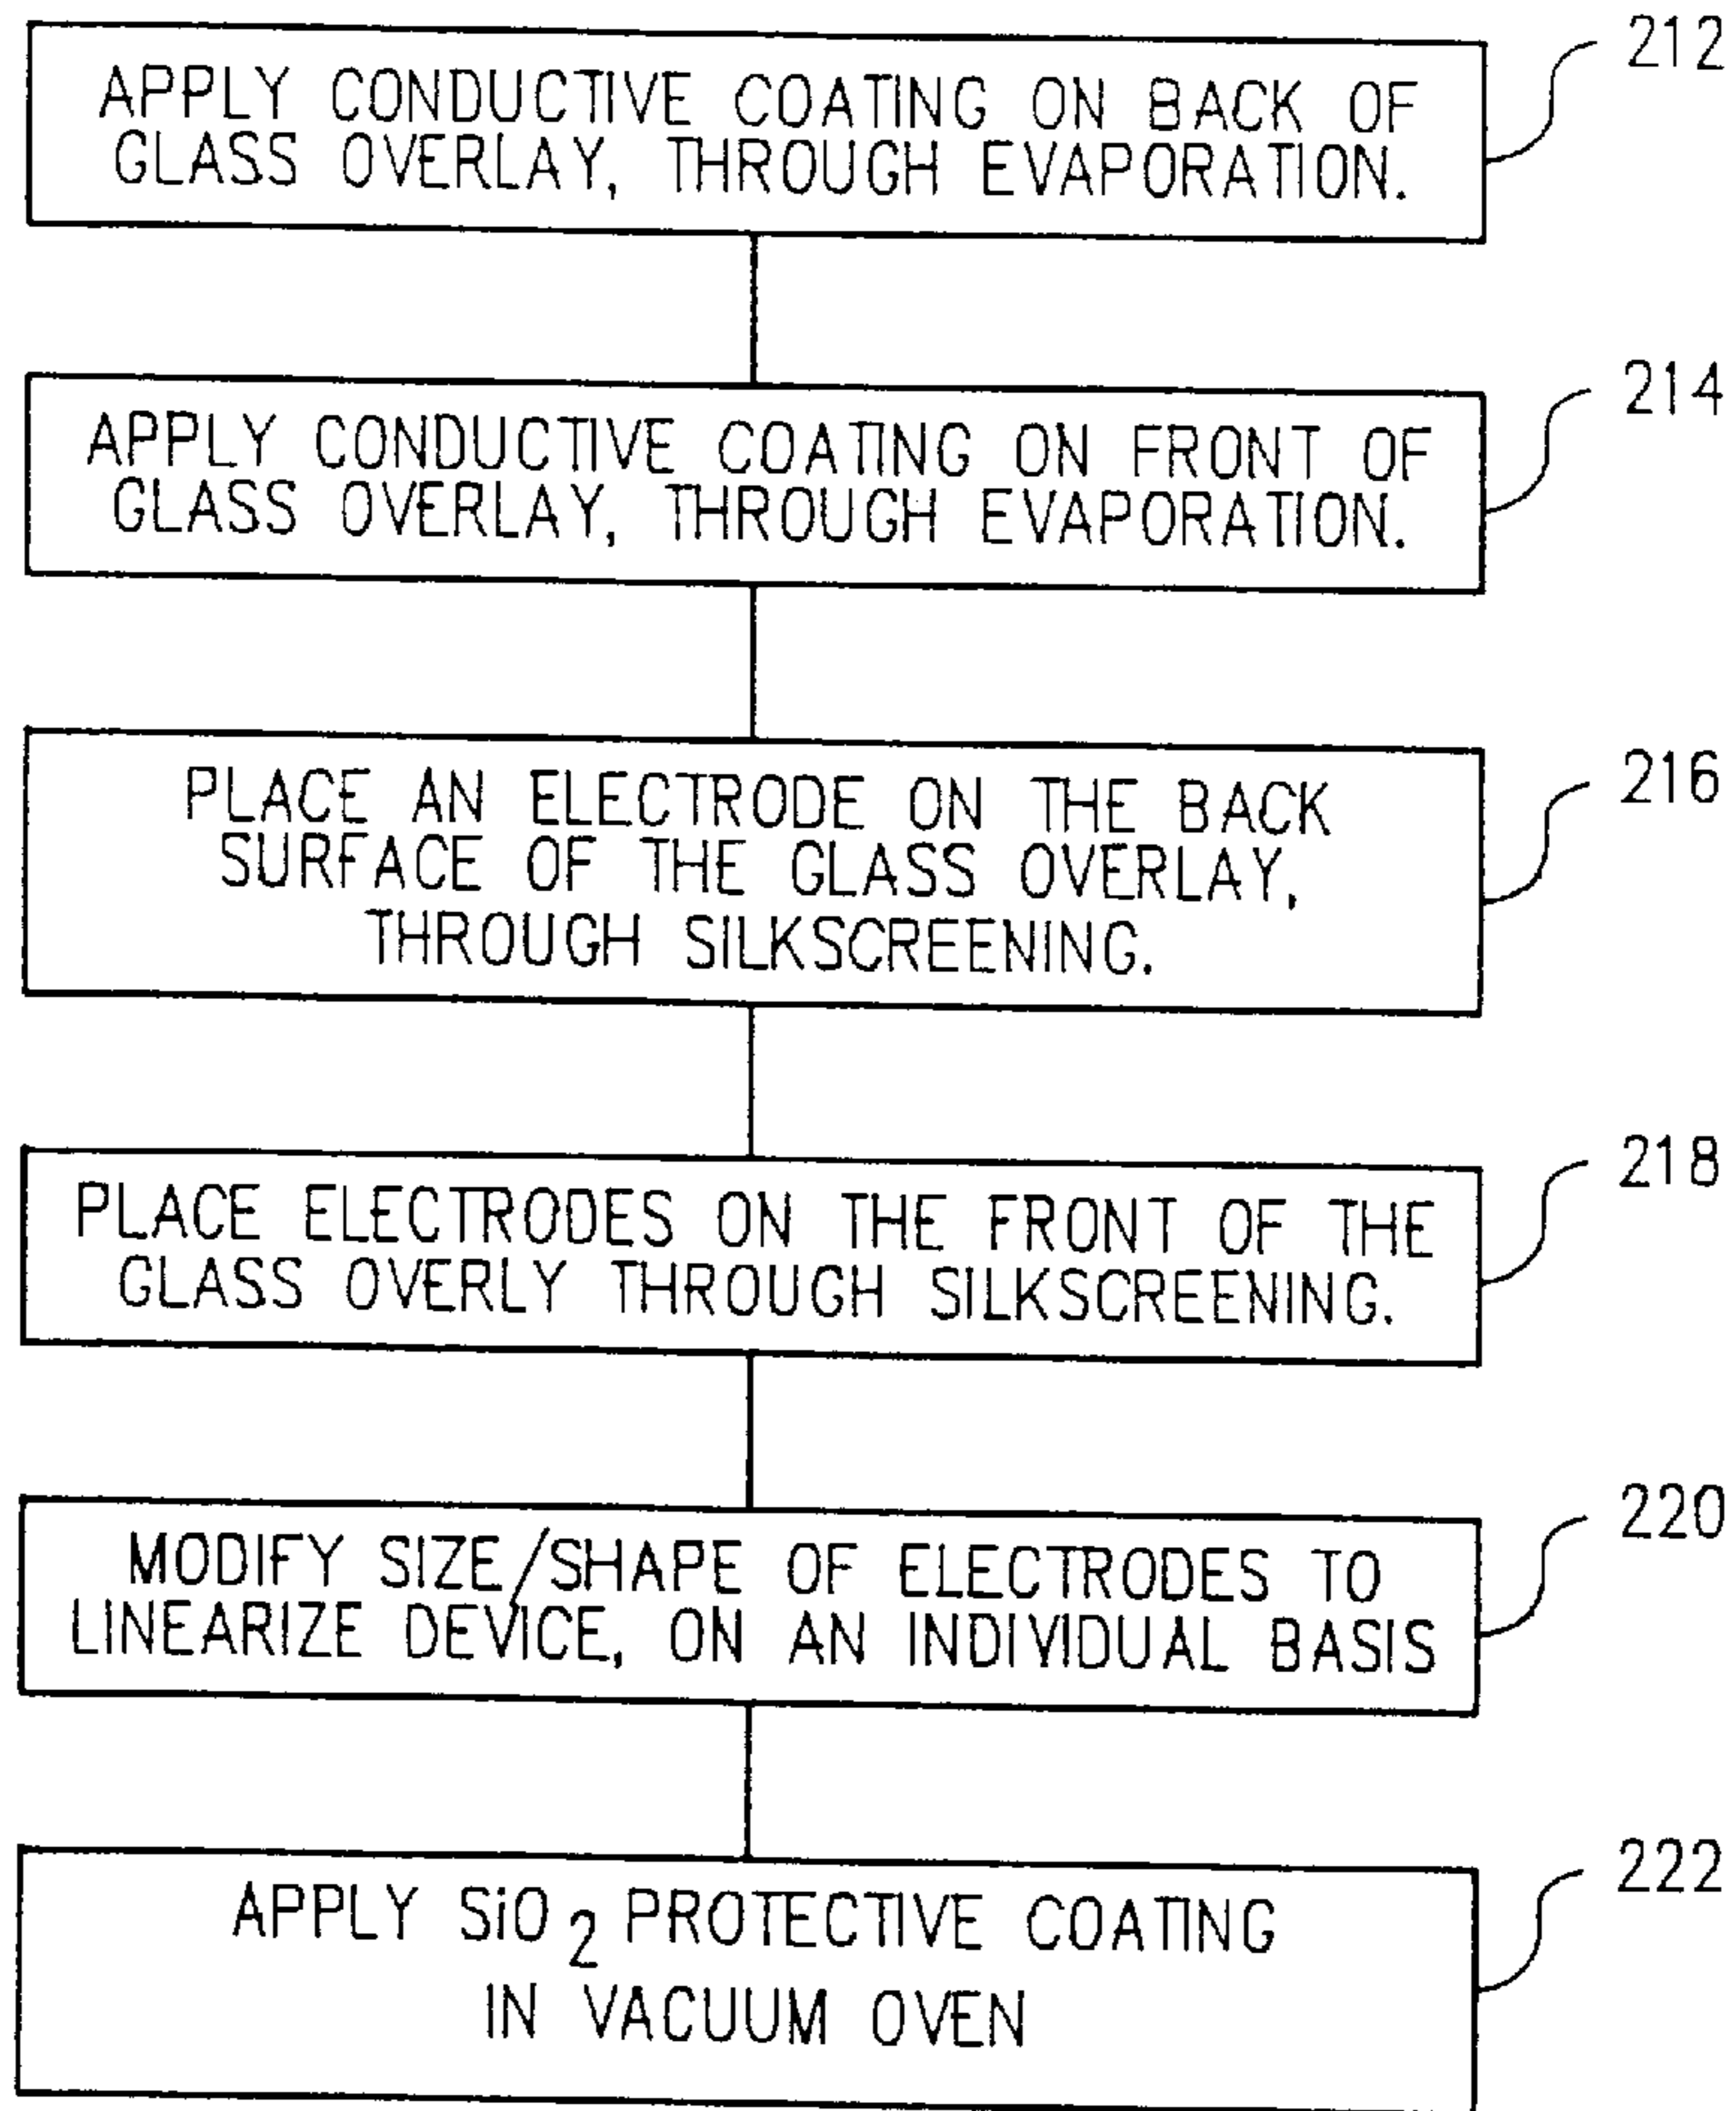 212
APPLY CONDUCTIVE COATING ON BACK OF
GLASS OVERLAY, THROUGH EVAPORATION.
214
APPLY CONDUCTIVE COATING ON FRONT OF
GLASS OVERLAY, THROUGH EVAPORATION.
216
PLACE AN ELECTRODE ON THE BACK
SURFACE OF THE GLASS OVERLAY,
THROUGH SILKSCREENING.
218
PLACE ELECTRODES ON THE FRONT OF THE
GLASS OVERLY THROUGH SILKSCREENING.
220
MODIFY SIZE/SHAPE OF ELECTRODES TO
LINEARIZE DEVICE, ON AN INDIVIDUAL BASIS
222
APPLY SiO2 PROTECTIVE COATING
IN VACUUM OVEN